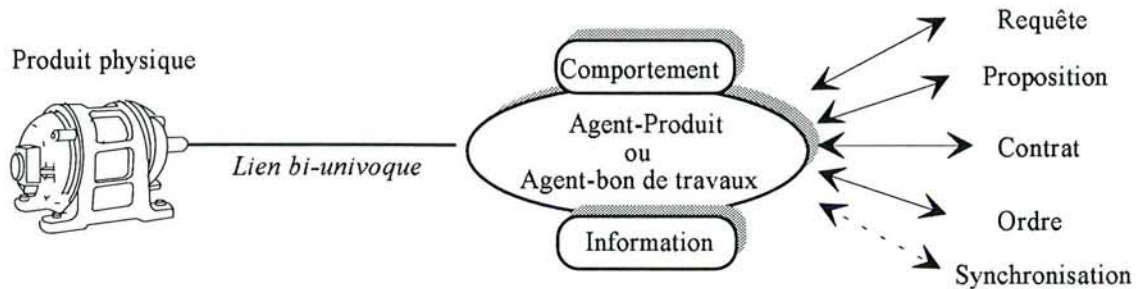 Produit physique
Lien bi-univoque
Comportement
Agent-Produit
ou
Agent-bon de travaux
Information
Requête
Proposition
Contrat
Ordre
Synchronisation